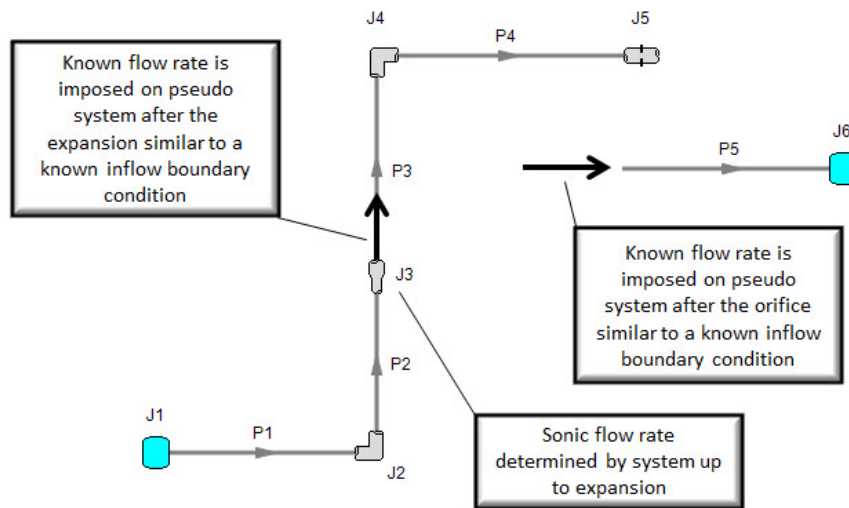 J4
J5
P4
Known flow rate is
imposed on pseudo
system after the
expansion similar to a
known inflow boundary
condition
J6
P5
P3
Known flow rate is
imposed on pseudo
system after the orifice
similar to a known inflow
boundary condition
J3
P2
J1
P1
J2
Sonic flow rate
determined by system up
to expansion